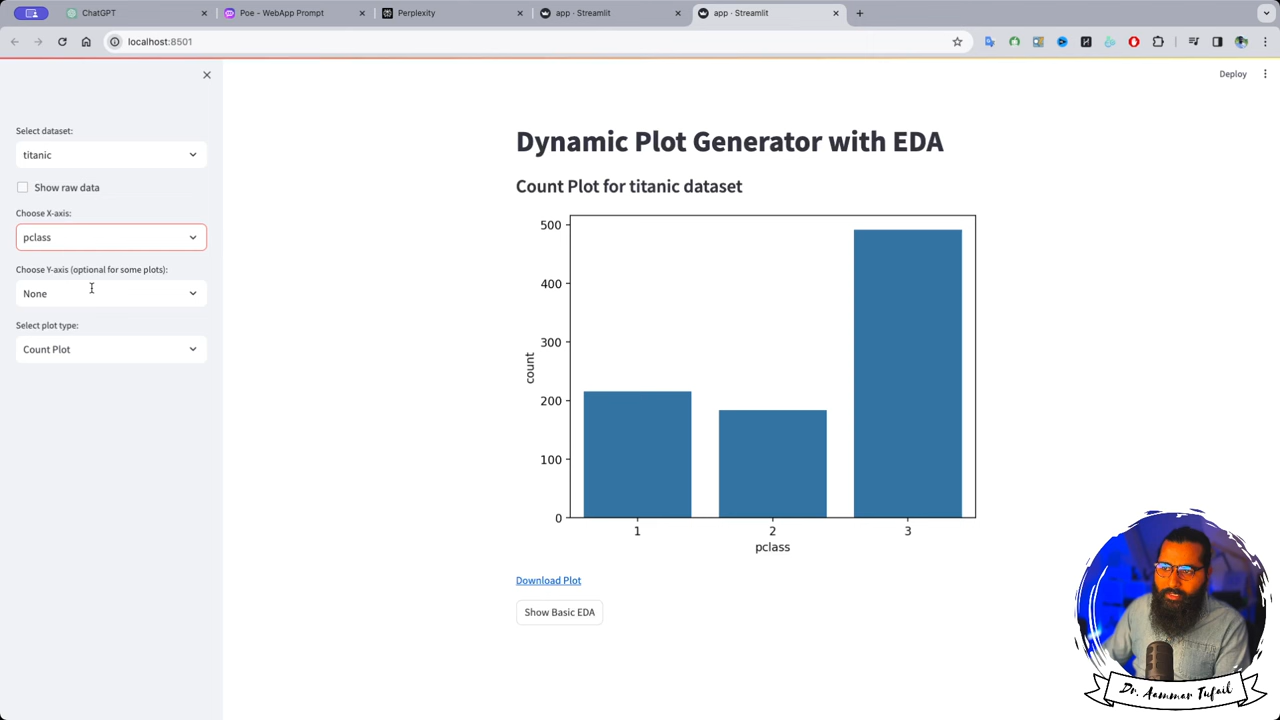 ChatGPT
Poe - WebApp Prompt
Perplexity
app · Streamlit
app · Streamlit
localhost:8501
Deploy
Select dataset:
titanic
Show raw data
Choose X-axis:
pclass
Choose Y-axis (optional for some plots):
None
Select plot type:
Count Plot
Dynamic Plot Generator with EDA
Count Plot for titanic dataset
500
400
300
200
100
0
count
1 2 3
pclass
Download Plot
Show Basic EDA
Dr. Aammar Tufail